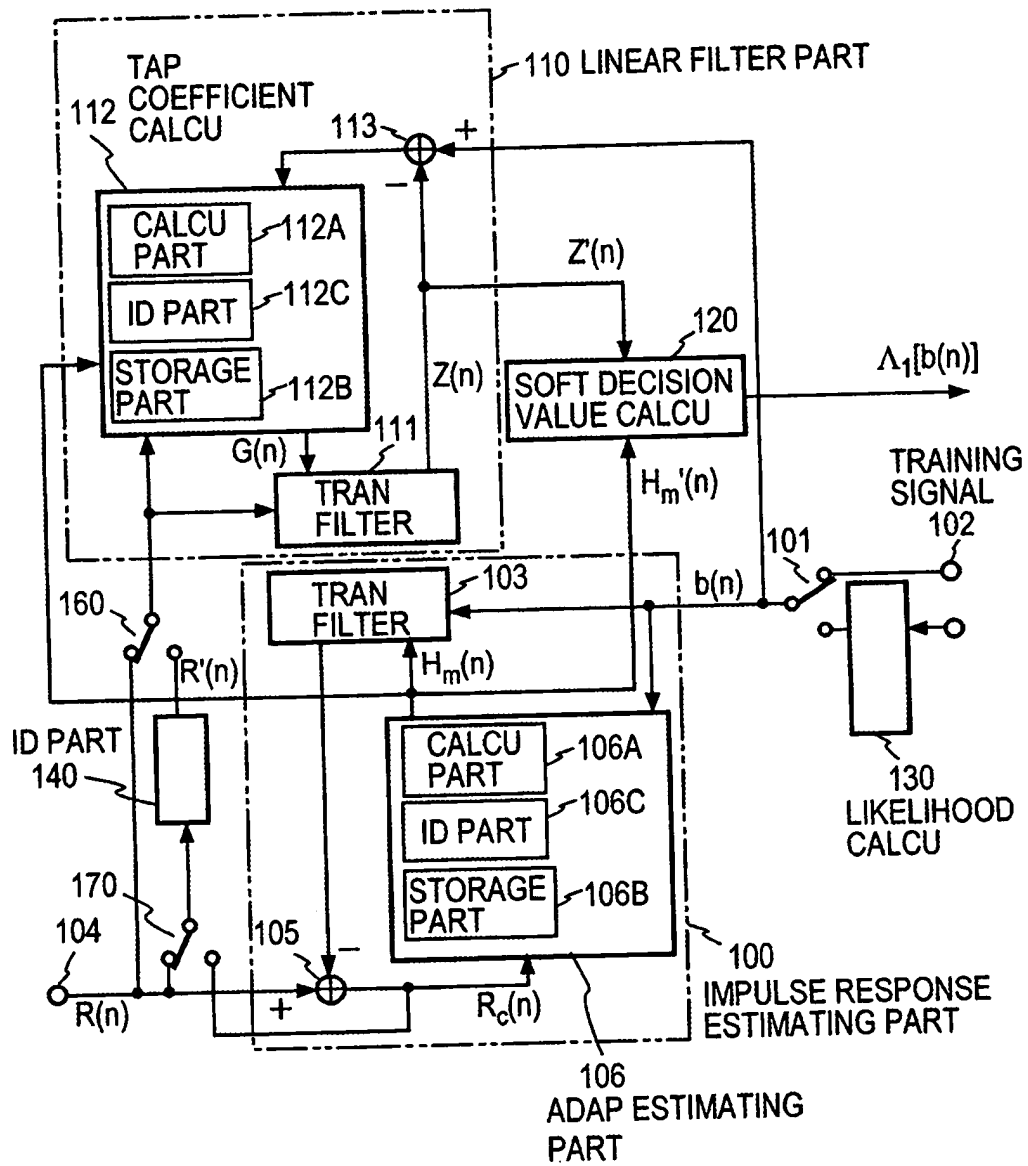 TAP
COEFFICIENT
CALCU
112
110 LINEAR FILTER PART
113
+
−
CALCU
PART
112A
ID PART
112C
STORAGE
PART
112B
Z'(n)
Z(n)
120
SOFT DECISION
VALUE CALCU
Λ1[b(n)]
G(n)
111
TRAN
FILTER
Hm'(n)
TRAINING
SIGNAL
102
101
b(n)
TRAN
FILTER
103
160
R'(n)
Hm(n)
ID PART
140
CALCU
PART
106A
ID PART
106C
STORAGE
PART
106B
130
LIKELIHOOD
CALCU
170
104
105
−
R(n)
+
Rc(n)
100
IMPULSE RESPONSE
ESTIMATING PART
106
ADAP ESTIMATING
PART